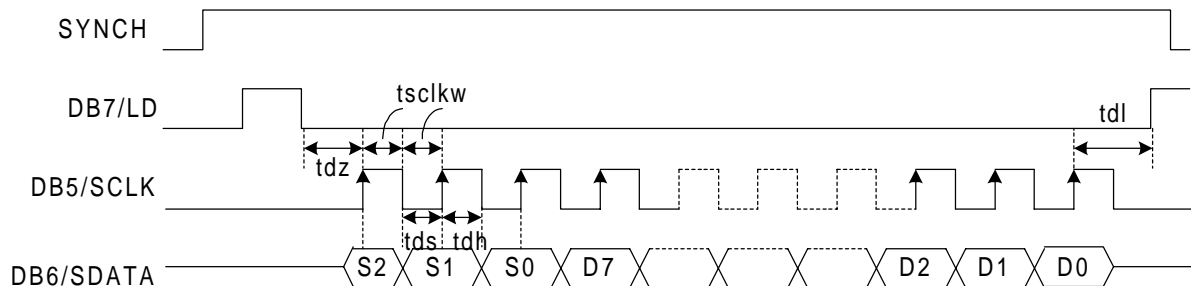 SYNCH
DB7/LD
tsclkw
tdl
tdz
DB5/SCLK
tds tdh
DB6/SDATA S2 S1 S0 D7 D2 D1 D0